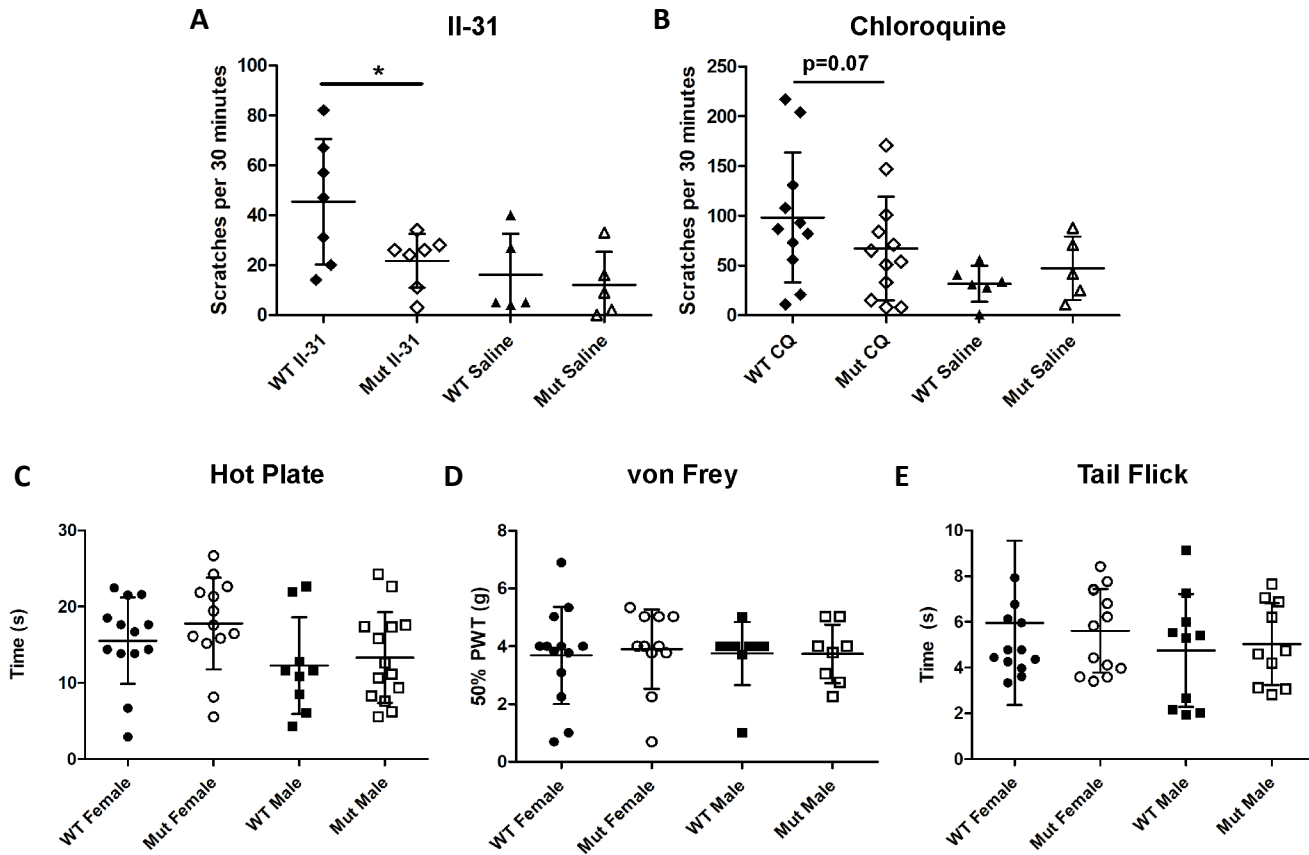 A
Il-31
Scratches per 30 minutes
100
80
60
40
20
0
*
WT Il-31
Mut Il-31
WT Saline
Mut Saline
B
Chloroquine
Scratches per 30 minutes
250
200
150
100
50
0
p=0.07
WT CQ
Mut CQ
WT Saline
Mut Saline
C
Hot Plate
Time (s)
30
20
10
0
WT Female
Mut Female
WT Male
Mut Male
D
von Frey
50% PWT (g)
8
6
4
2
0
WT Female
Mut Female
WT Male
Mut Male
E
Tail Flick
Time (s)
10
8
6
4
2
0
WT Female
Mut Female
WT Male
Mut Male